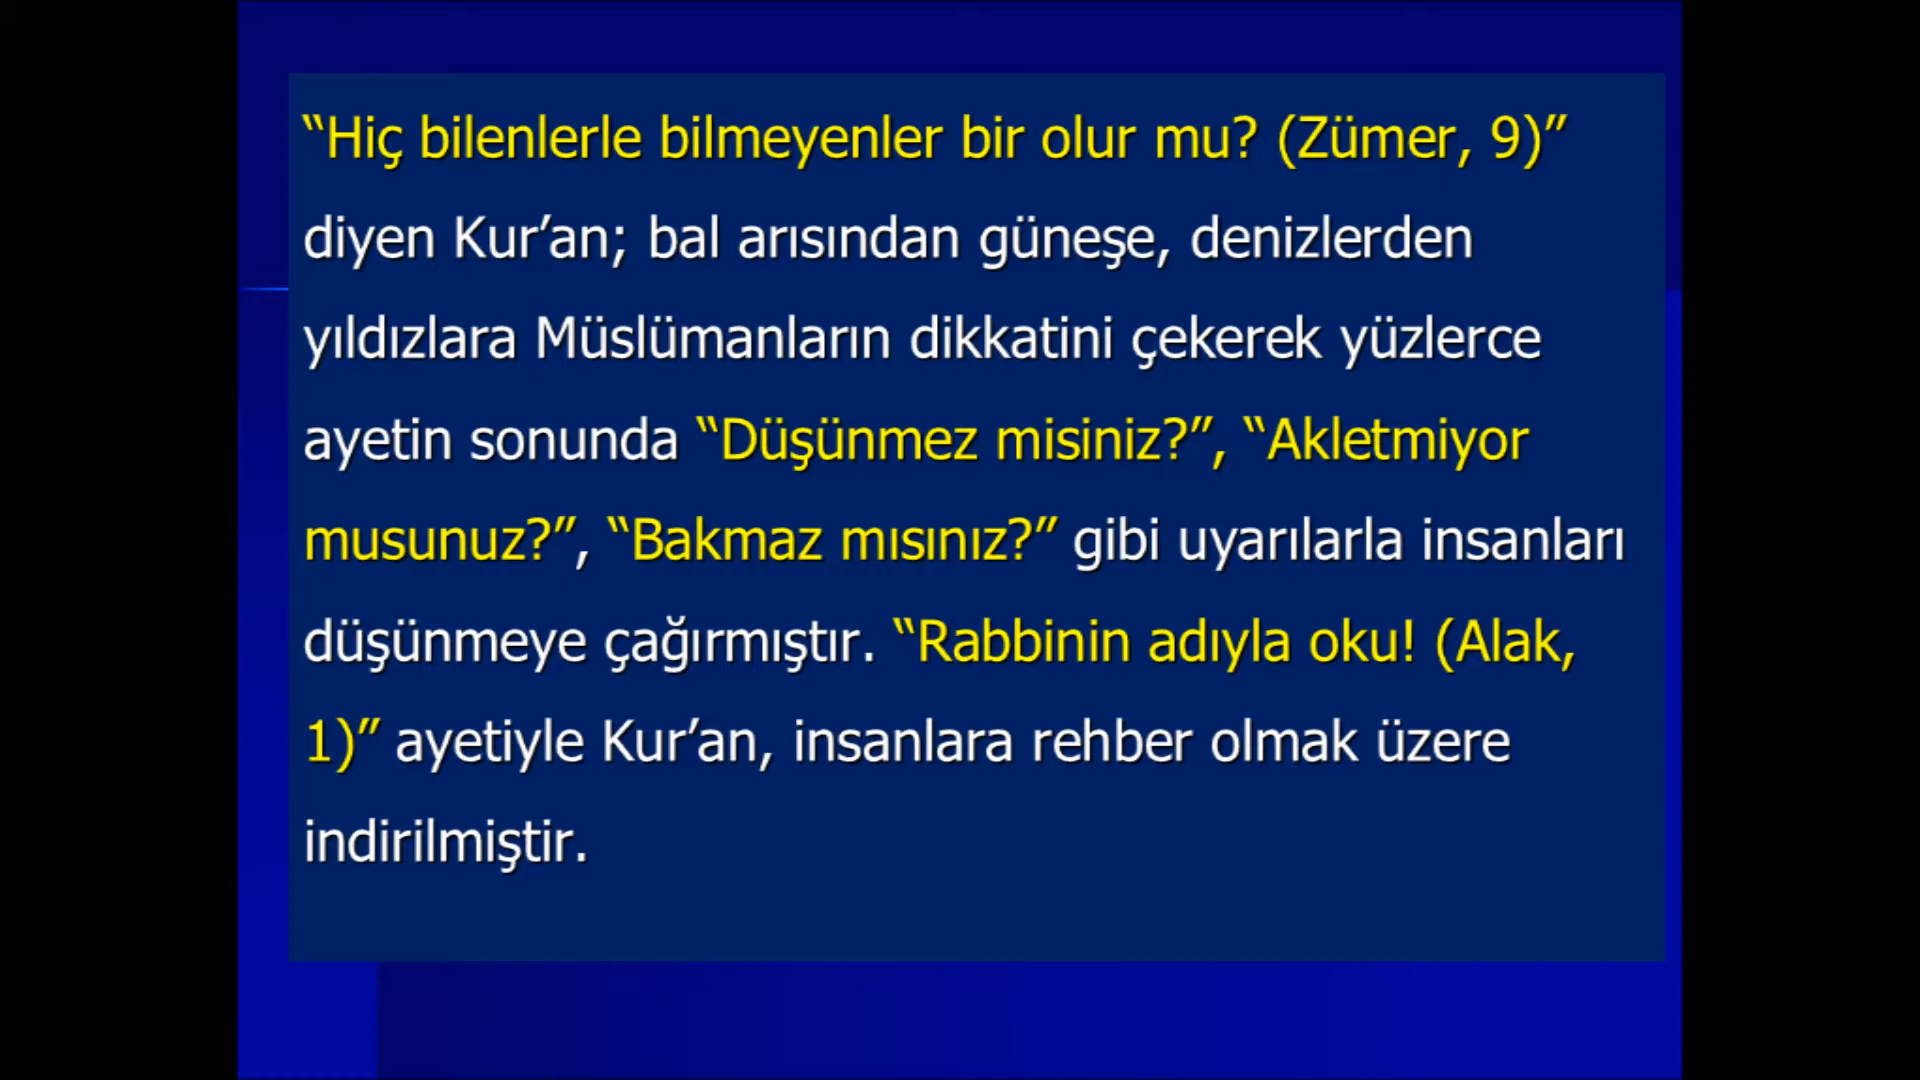 “Hiç bilenlerle bilmeyenler bir olur mu? (Zümer, 9)”
diyen Kur’an; bal arısından güneşe, denizlerden
yıldızlara Müslümanların dikkatini çekerek yüzlerce
ayetin sonunda “Düşünmez misiniz?”, “Akletmiyor
musunuz?”, “Bakmaz mısınız?” gibi uyarılarla insanları
düşünmeye çağırmıştır. “Rabbinin adıyla oku! (Alak,
1)” ayetiyle Kur’an, insanlara rehber olmak üzere
indirilmiştir.